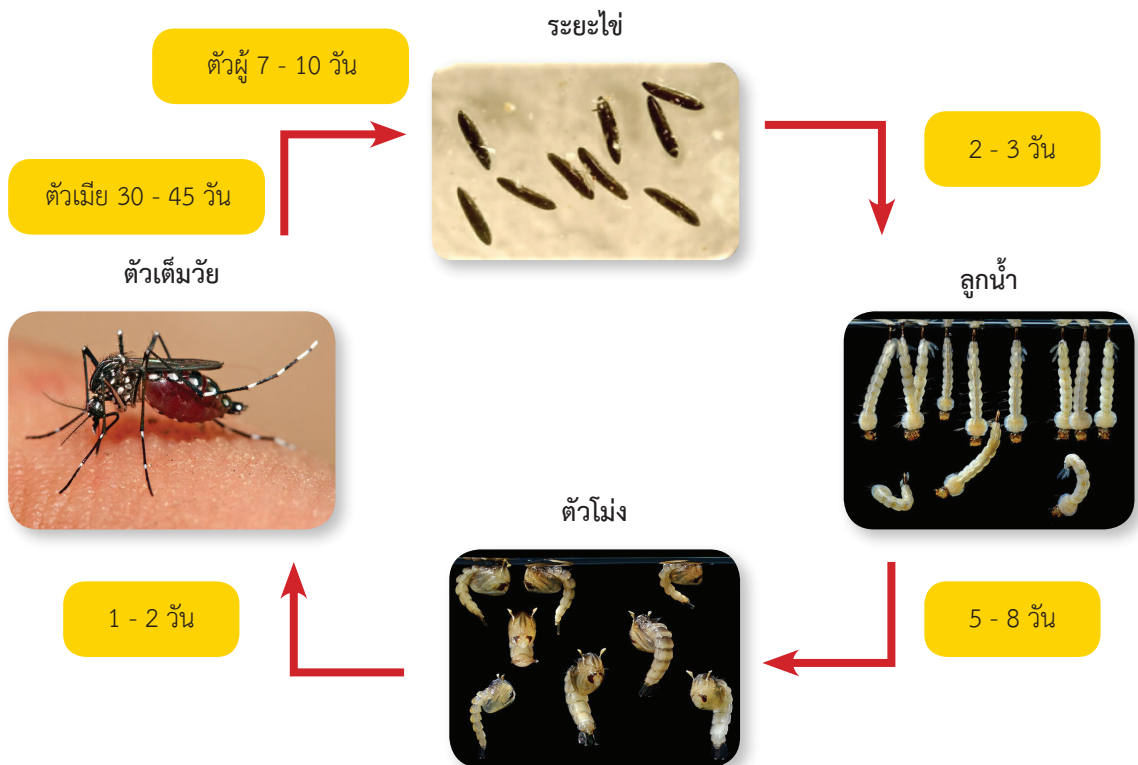 ระยะไข่
ตัวผู้ 7 - 10 วัน
2 - 3 วัน
ตัวเมีย 30 - 45 วัน
ตัวเต็มวัย
ลูกน้ำ
ตัวโม่ง
1 - 2 วัน
5 - 8 วัน